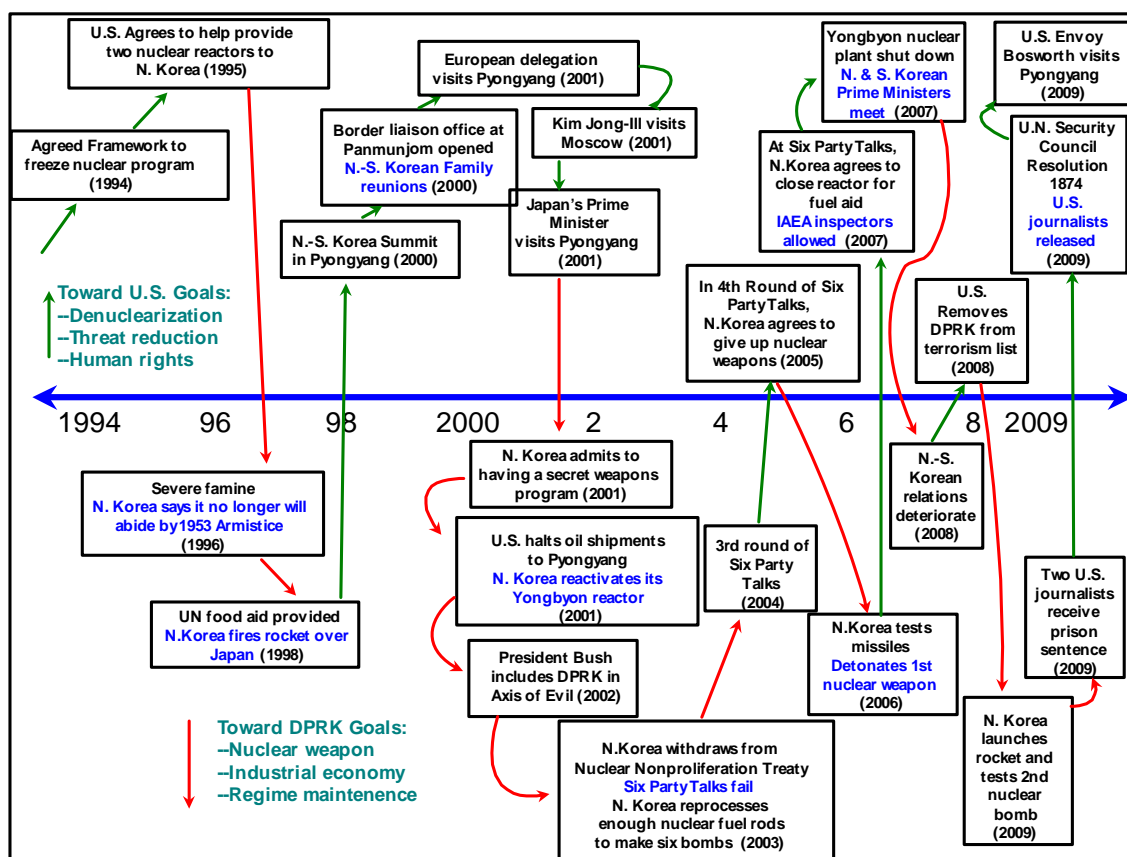 U.S. Agrees to help provide
two nuclear reactors to
N. Korea (1995)
Agreed Framework to
freeze nuclear program
(1994)
European delegation
visits Pyongyang (2001)
Border liaison office at
Panmunjom opened
N.-S. Korean Family
reunions (2000)
N.-S. Korea Summit
in Pyongyang (2000)
Kim Jong-Ill visits
Moscow (2001)
Japan's Prime
Minister
visits Pyongyang
(2001)
Yongbyon nuclear
plant shut down
N. & S. Korean
Prime Ministers
meet (2007)
At Six Party Talks,
N.Korea agrees to
close reactor for
fuel aid
IAEA inspectors
allowed (2007)
In 4th Round of Six
Party Talks,
N.Korea agrees to
give up nuclear
weapons (2005)
U.S. Envoy
Bosworth visits
Pyongyang
(2009)
U.N. Security
Council
Resolution
1874
U.S.
journalists
released
(2009)
U.S.
Removes
DPRK from
terrorism list
(2008)
Toward U.S. Goals:
--Denuclearization
--Threat reduction
--Human rights
1994 96 98 2000 2 4 6 8 2009
Severe famine
N. Korea says it no longer will
abide by1953 Armistice
(1996)
UN food aid provided
N.Korea fires rocket over
Japan (1998)
N. Korea admits to
having a secret weapons
program (2001)
U.S. halts oil shipments
to Pyongyang
N. Korea reactivates its
Yongbyon reactor
(2001)
President Bush
includes DPRK in
Axis of Evil (2002)
N.Korea withdraws from
Nuclear Nonproliferation Treaty
Six Party Talks fail
N. Korea reprocesses
enough nuclear fuel rods
to make six bombs (2003)
3rd round of
Six Party
Talks
(2004)
N.Korea tests
missiles
Detonates 1st
nuclear weapon
(2006)
N.-S.
Korean
relations
deteriorate
(2008)
N. Korea
launches
rocket and
tests 2nd
nuclear
bomb
(2009)
Two U.S.
journalists
receive
prison
sentence
(2009)
Toward DPRK Goals:
--Nuclear weapon
--Industrial economy
--Regime maintenence